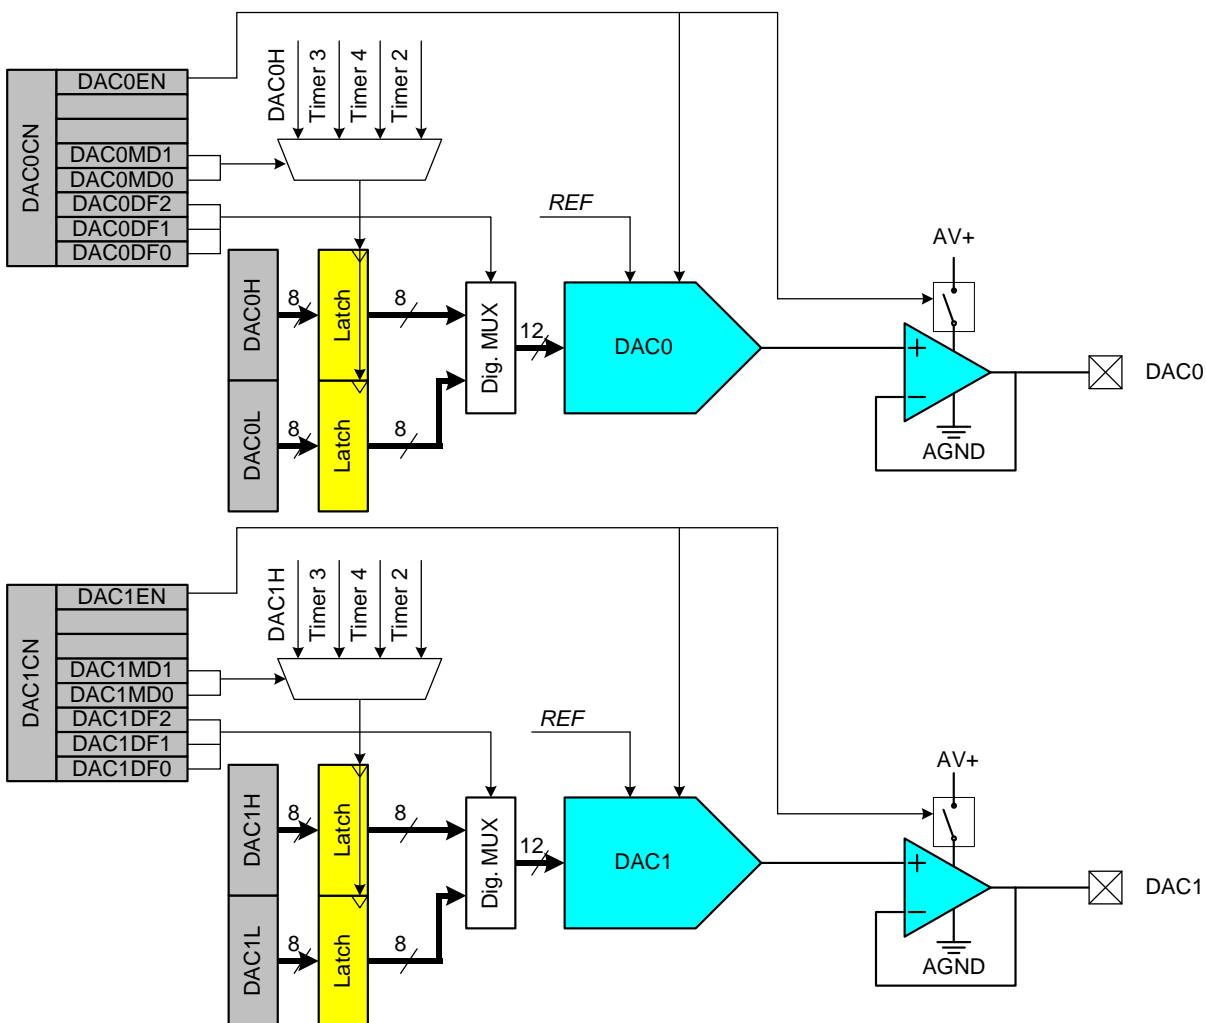 DAC0H
Timer 3
Timer 4
Timer 2
DAC0CN
DAC0EN
DAC0MD1
DAC0MD0
DAC0DF2
DAC0DF1
DAC0DF0
REF
AV+
DAC0H
8
Latch
8
Dig. MUX
12
DAC0
+
−
DAC0
DAC0L
8
Latch
8
AGND
DAC1H
Timer 3
Timer 4
Timer 2
DAC1CN
DAC1EN
DAC1MD1
DAC1MD0
DAC1DF2
DAC1DF1
DAC1DF0
REF
AV+
DAC1H
8
Latch
8
Dig. MUX
12
DAC1
+
−
DAC1
DAC1L
8
Latch
8
AGND